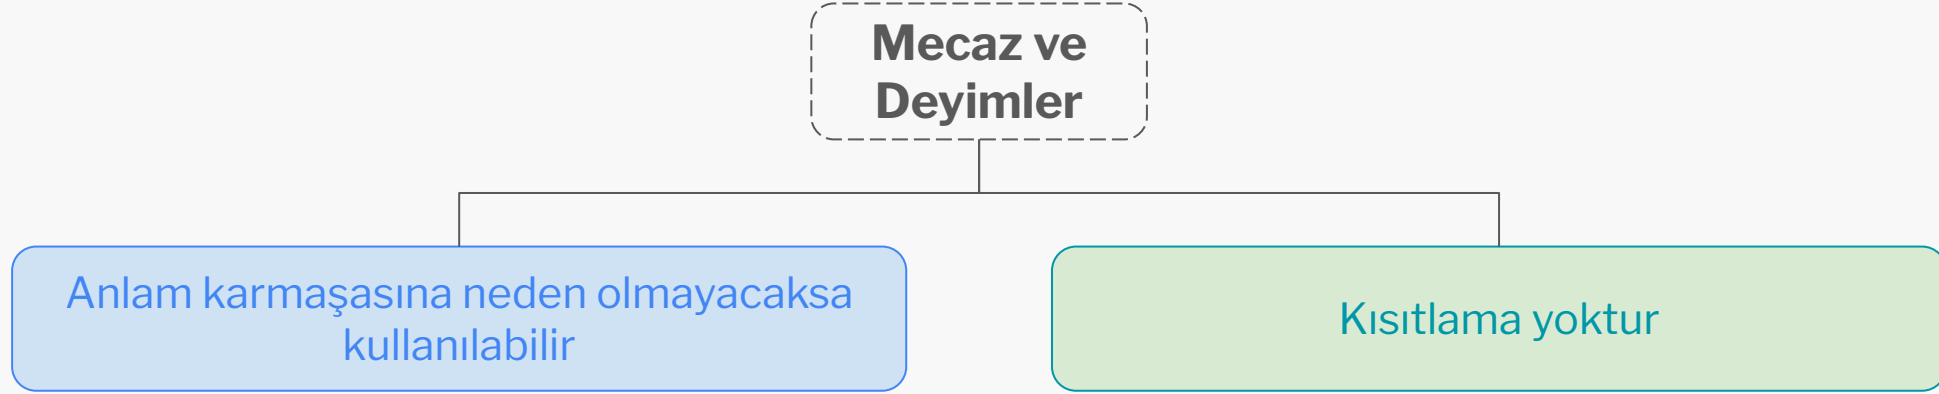 Mecaz ve
Deyimler
Anlam karmaşasına neden olmayacaksa
kullanılabilir
Kısıtlama yoktur